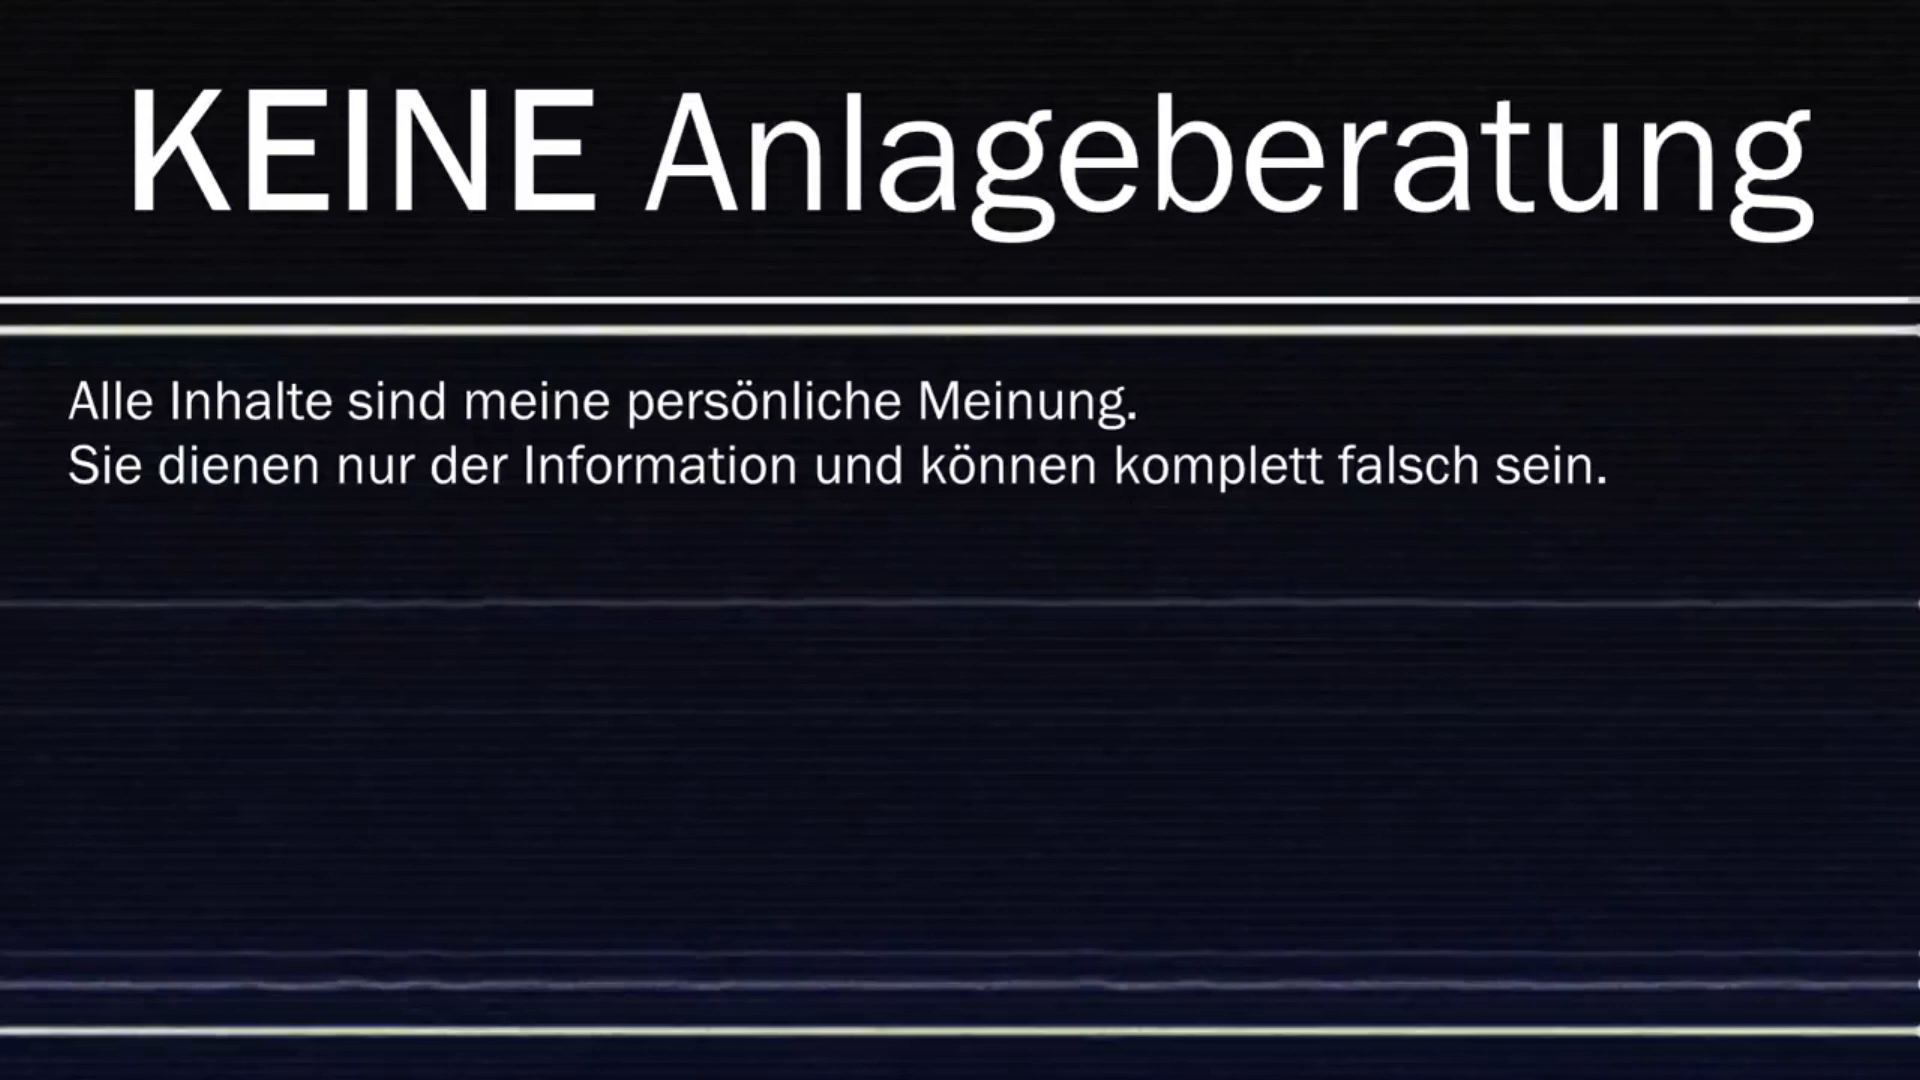 KEINE Anlageberatung
Alle Inhalte sind meine persönliche Meinung.
Sie dienen nur der Information und können komplett falsch sein.